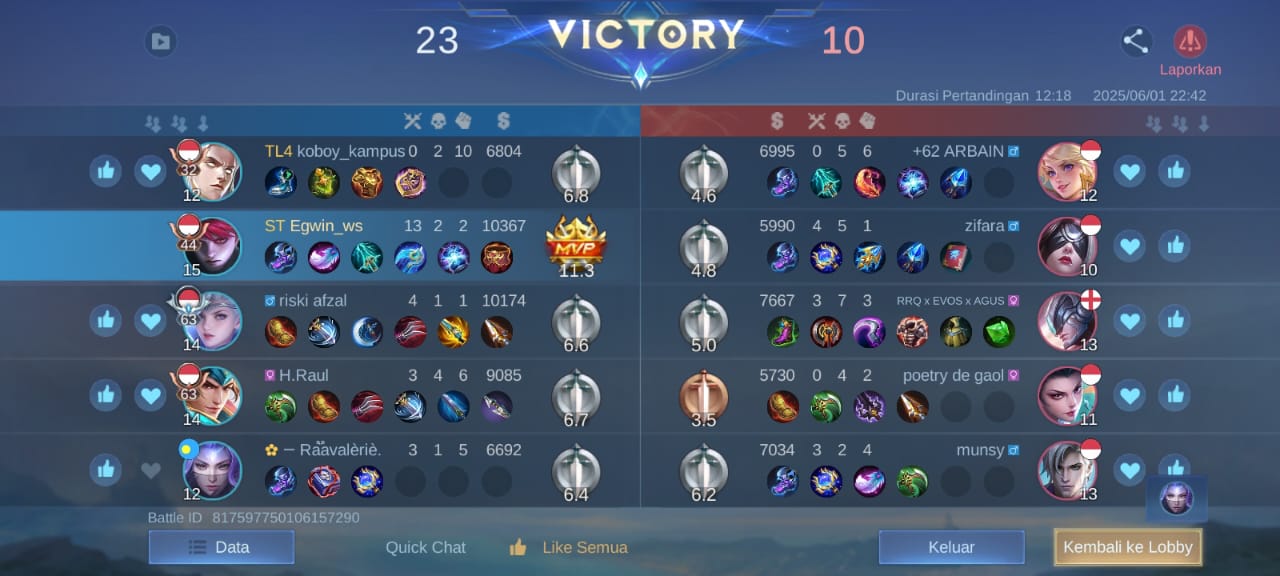 23 VICTORY 10
Laporkan
Durasi Pertandingan 12:18 2025/06/01 22:42
TL4 koboy_kampus 0 2 10 6804
32
12
6.8
6995 0 5 6 +62 ARBAIN
4.6
12
ST Egwin_ws 13 2 2 10367
44
15
MVP
11.3
5990 4 5 1 zifara
4.8
10
riski afzal 4 1 1 10174
63
14
6.6
7667 3 7 3 RRQ x EVOS x AGUS
5.0
13
H.Raul 3 4 6 9085
63
14
6.7
5730 0 4 2 poetry de gaol
3.5
11
— Raavalèriè. 3 1 5 6692
12
6.4
7034 3 2 4 munsy
6.2
13
Battle ID 817597750106157290
Data Quick Chat Like Semua Keluar Kembali ke Lobby